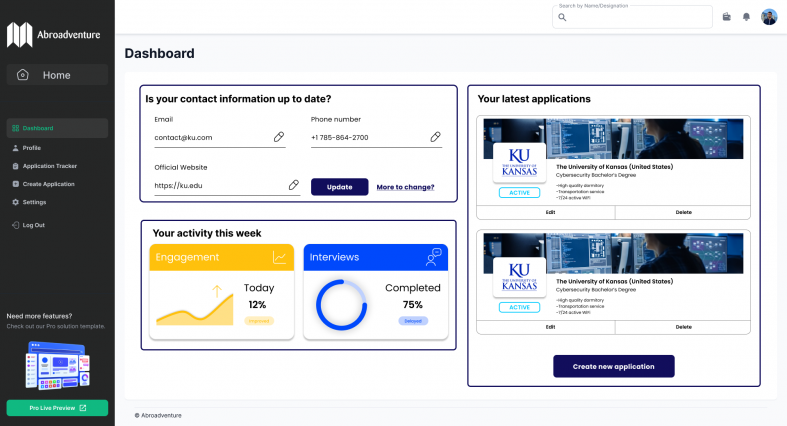 Abroadventure
Search by Name/Designation
Home
Dashboard
Profile
Application Tracker
Create Application
Settings
Log Out
Need more features?
Check out our Pro solution template.
Pro Live Preview
Dashboard
Is your contact information up to date?
Email
Phone number
contact@ku.com
+1 785-864-2700
Official Website
https://ku.edu
Update
More to change?
Your activity this week
Engagement
Today
12%
Improved
Interviews
Completed
75%
Delayed
Your latest applications
KU
THE UNIVERSITY OF
KANSAS
ACTIVE
The University of Kansas (United States)
Cybersecurity Bachelor's Degree
-High quality dormitary
-Transportation service
-7/24 active WiFi
Edit
Delete
KU
THE UNIVERSITY OF
KANSAS
ACTIVE
The University of Kansas (United States)
Cybersecurity Bachelor's Degree
-High quality dormitary
-Transportation service
-7/24 active WiFi
Edit
Delete
Create new application
© Abroadventure